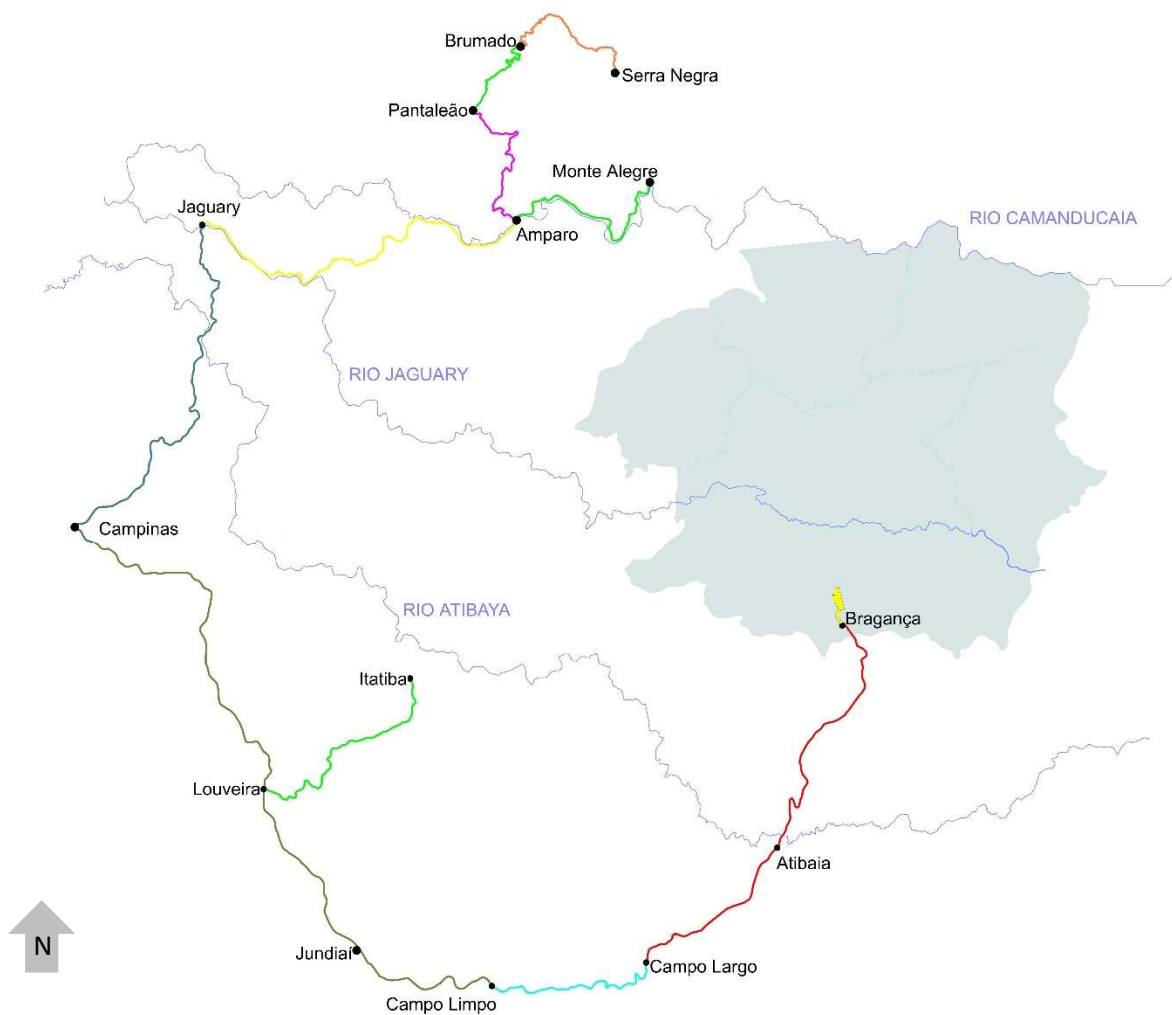 Brumado
Serra Negra
Pantaleão
Monte Alegre
Jaguary
Amparo
RIO CAMANDUCAIA
RIO JAGUARY
Campinas
RIO ATIBAYA
Bragança
Itatiba
Louveira
Atibaia
N
Jundiaí
Campo Largo
Campo Limpo